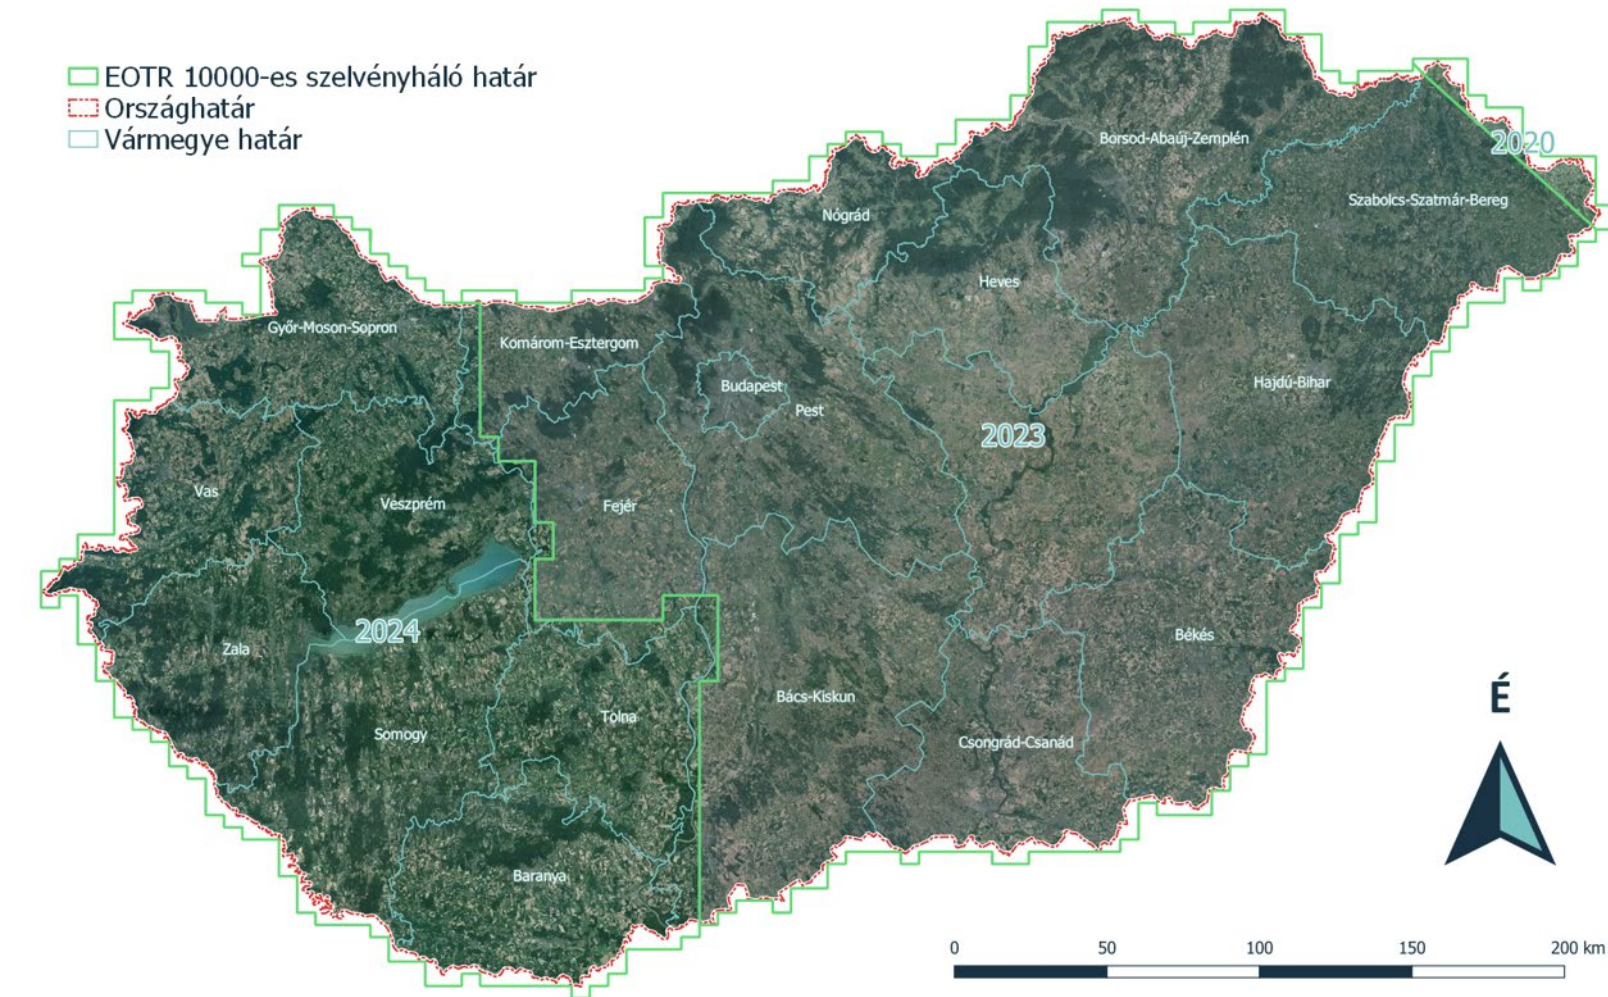 EOTR 10000-es szelvényháló határ
Országhatár
Vármegye határ
Borsod-Abaúj-Zemplén
2020
Szabolcs-Szatmár-Bereg
Nógrád
Heves
Győr-Moson-Sopron
Komárom-Esztergom
Budapest
Pest
Hajdú-Bihar
2023
Vas
Veszprém
Fejér
2024
Zala
Békés
Bács-Kiskun
Tolna
Somogy
Csongrád-Csanád
Baranya
É
0 50 100 150 200 km